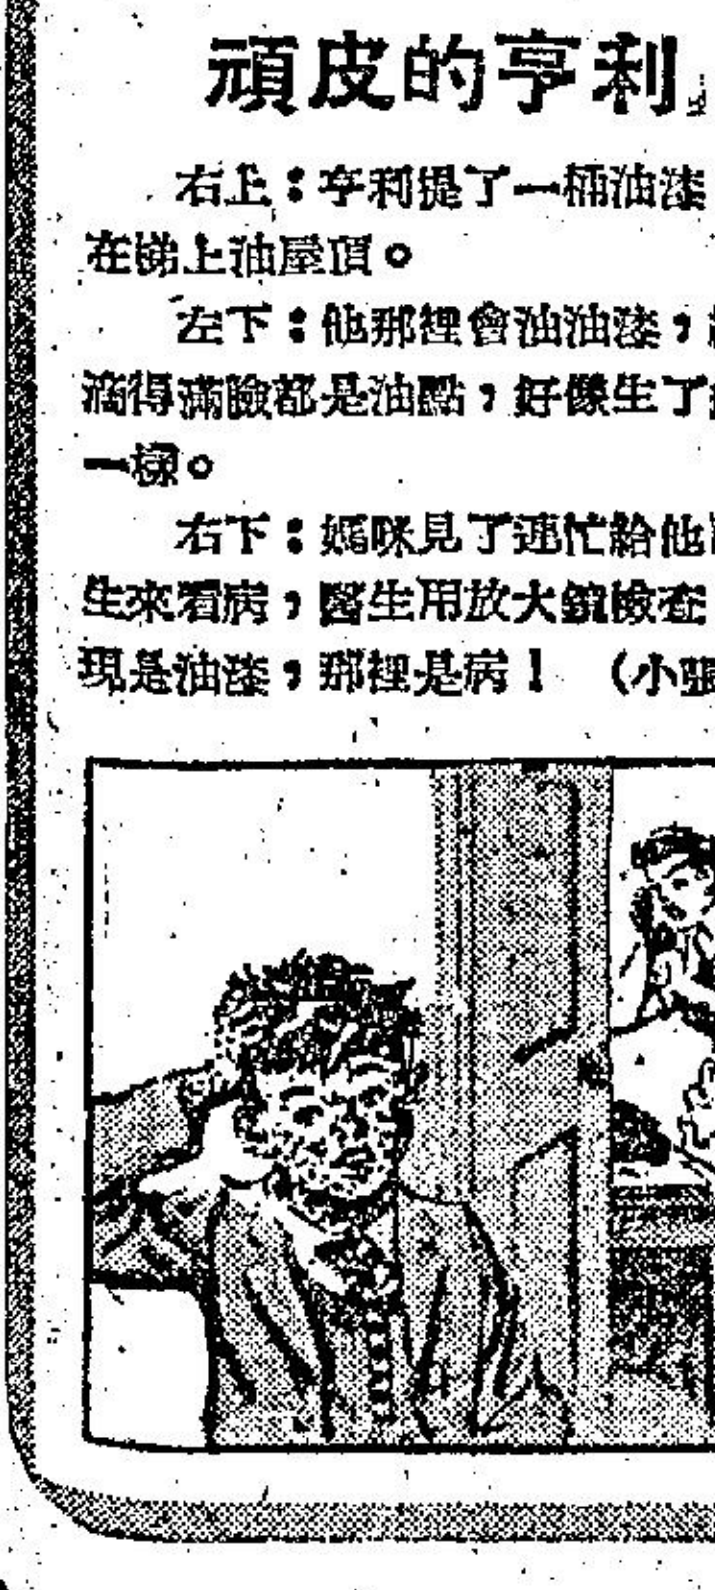 頑皮的亨利』
右上：亨利提了一桶油漆
在梯上油屋頂。
左下：他那裡會油油漆，
滴得滿臉都是油點，好像生了
一樣。
右下：媽咪見了連忙給他
生來看病，醫生用放大鏡檢查
現是油漆，那裡是病！（小張